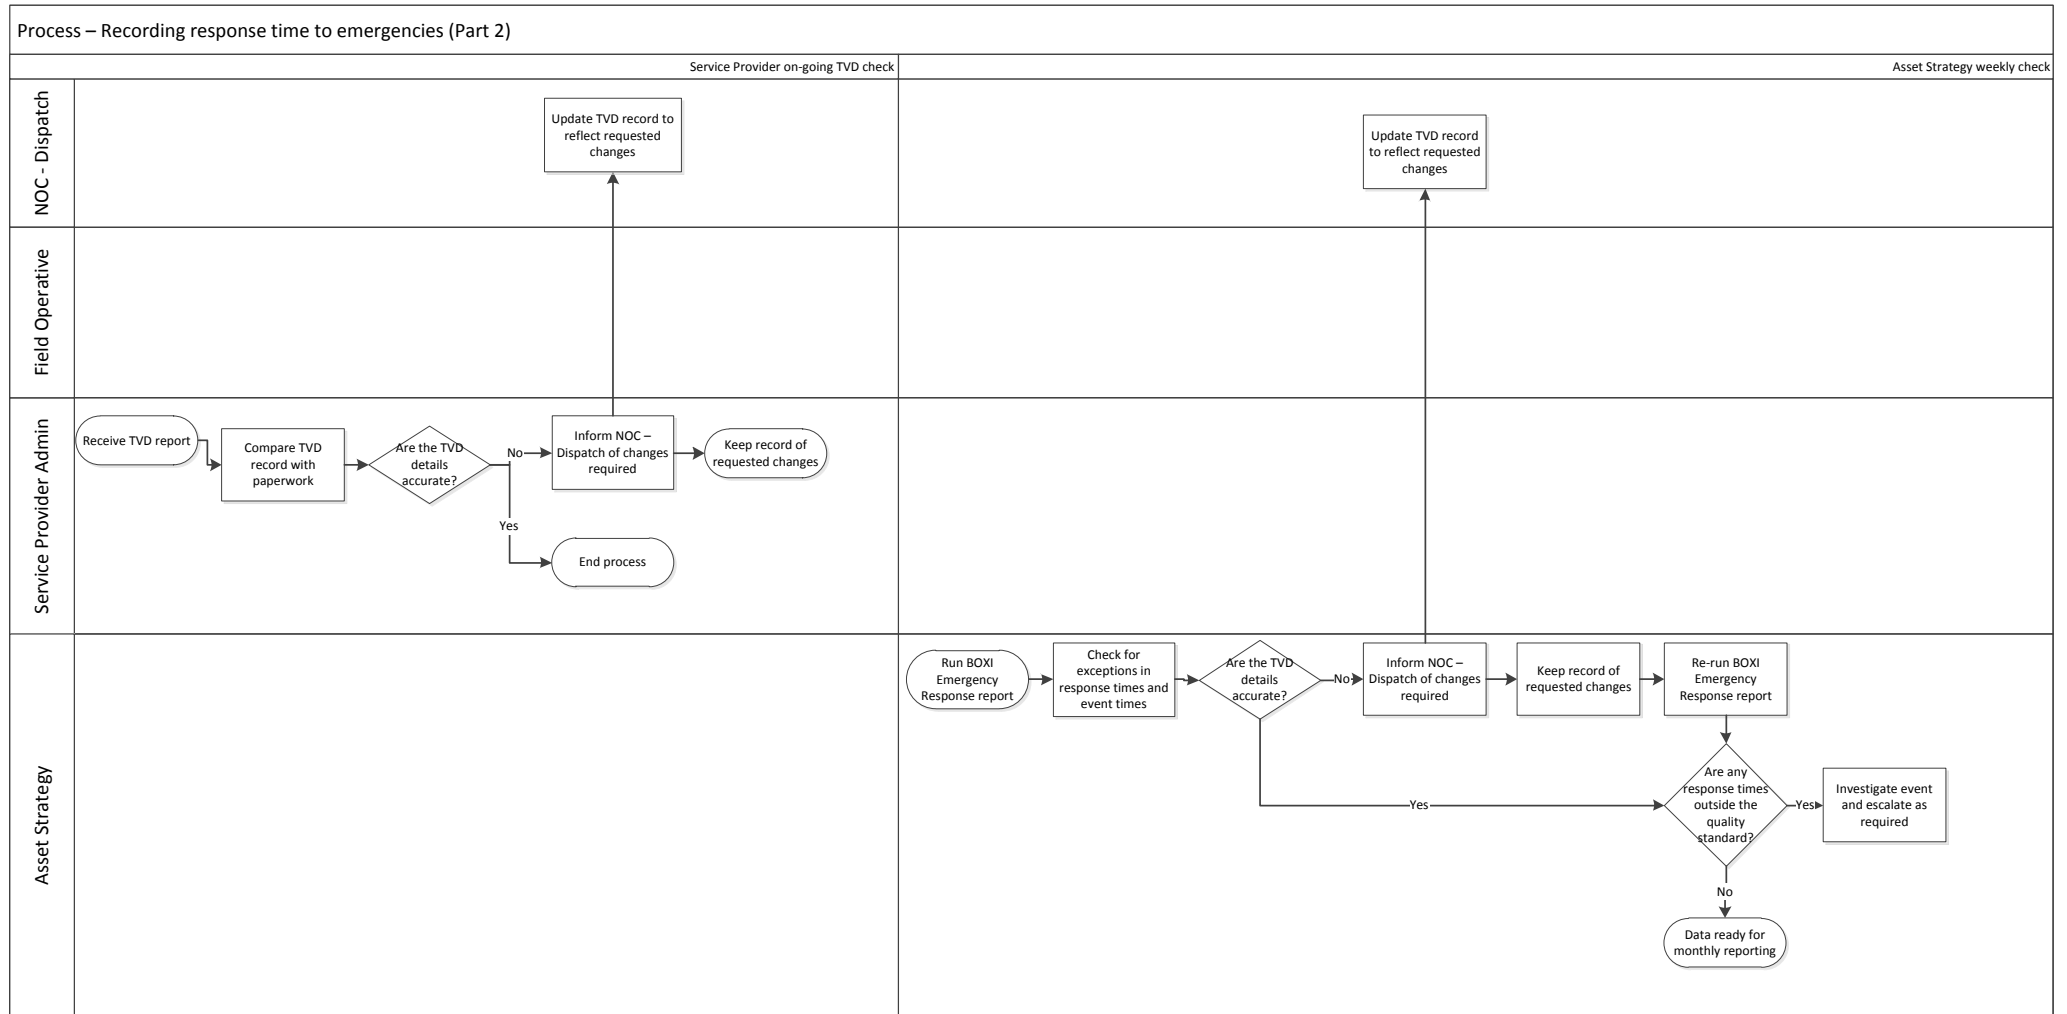 Process – Recording response time to emergencies (Part 2)
Service Provider on-going TVD check
Asset Strategy weekly check
NOC - Dispatch
Update TVD record to
reflect requested
changes
Update TVD record
to reflect requested
changes
Field Operative
Service Provider Admin
Receive TVD report
Compare TVD
record with
paperwork
Are the TVD
details
accurate?
No
Inform NOC –
Dispatch of changes
required
Keep record of
requested changes
Yes
End process
Asset Strategy
Run BOXI
Emergency
Response report
Check for
exceptions in
response times and
event times
Are the TVD
details
accurate?
No
Inform NOC –
Dispatch of changes
required
Keep record of
requested changes
Re-run BOXI
Emergency
Response report
Yes
Are any
response times
outside the
quality
standard?
Yes
Investigate event
and escalate as
required
No
Data ready for
monthly reporting